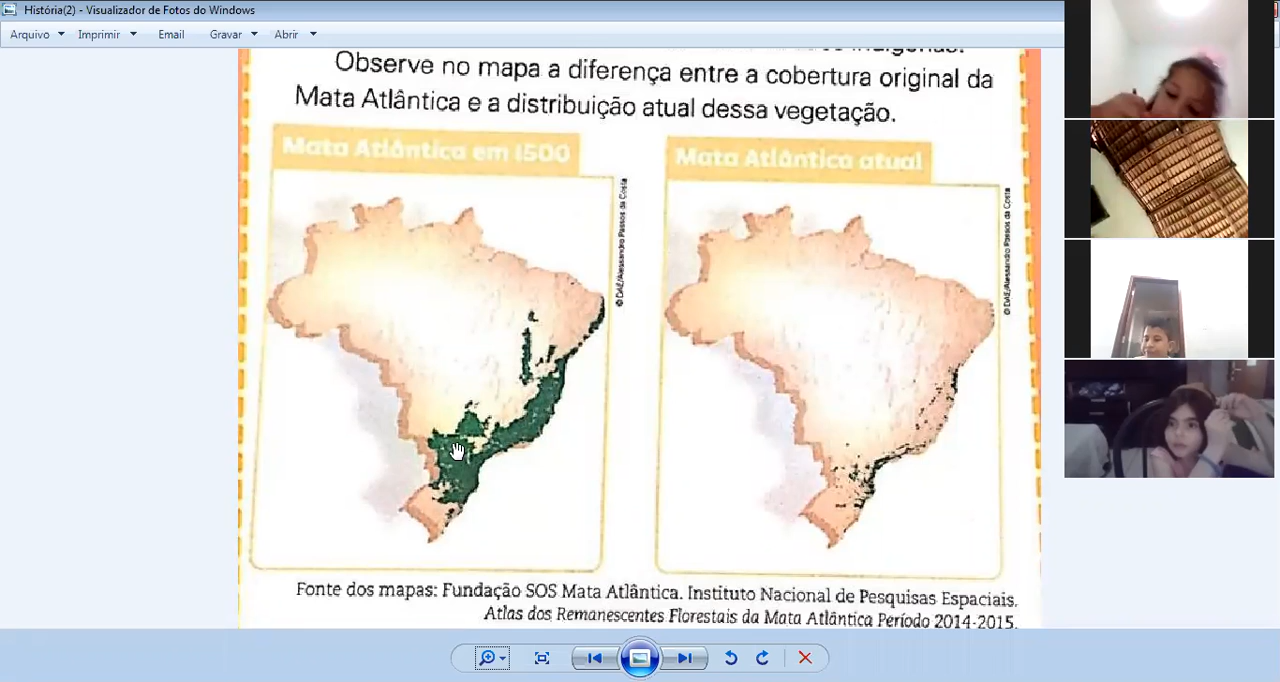 História(2) - Visualizador de Fotos do Windows
Arquivo Imprimir Email Gravar Abrir
Observe no mapa a diferença entre a cobertura original da
Mata Atlântica e a distribuição atual dessa vegetação.
Mata Atlântica em 1500
Mata Atlântica atual
© DAE/Alessandro Passos da Costa
© DAE/Alessandro Passos da Costa
Fonte dos mapas: Fundação SOS Mata Atlântica. Instituto Nacional de Pesquisas Espaciais.
Atlas dos Remanescentes Florestais da Mata Atlântica Período 2014-2015.